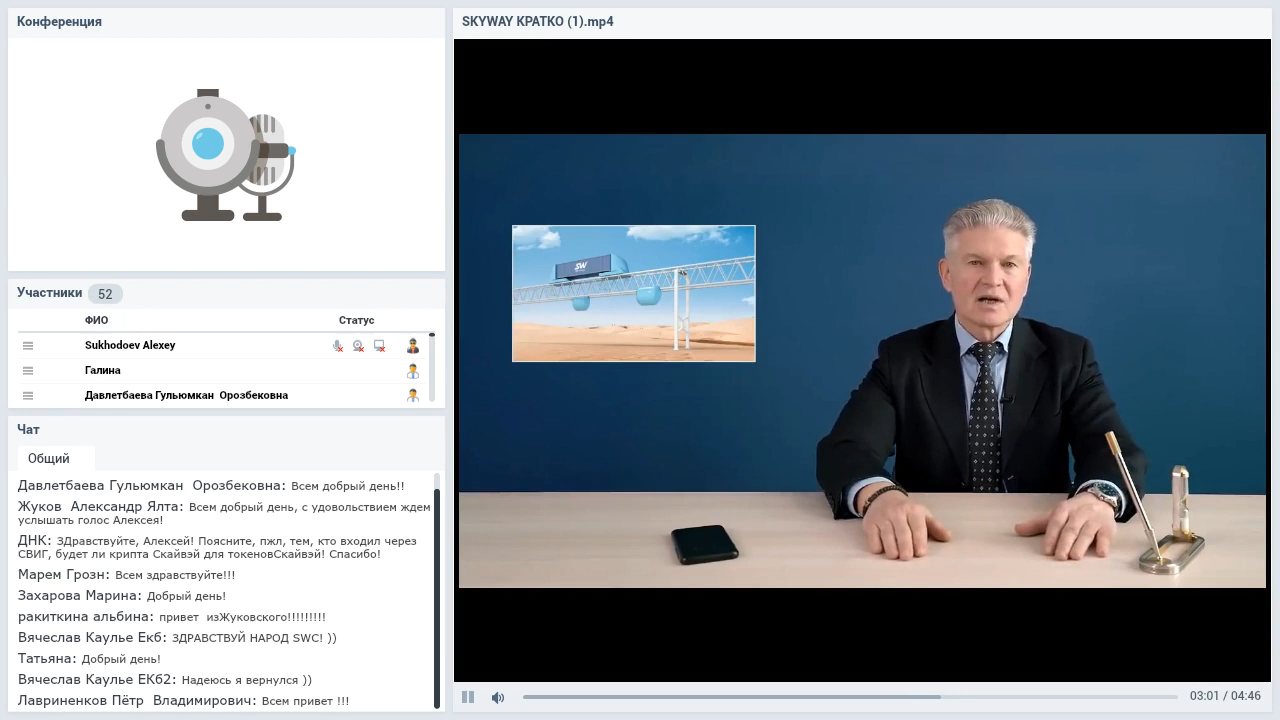 Конференция
SKYWAY КРАТКО (1).mp4
SW
Участники 52
ФИО Статус
Sukhodoev Alexey
Галина
Давлетбаева Гульюмкан Орозбековна
Чат
Общий
Давлетбаева Гульюмкан Орозбековна: Всем добрый день!!
Жуков Александр Ялта: Всем добрый день, с удовольствием ждем
услышать голос Алексея!
ДНК: ЗДравствуйте, Алексей! Поясните, пжл, тем, кто входил через
СВИГ, будет ли крипта Скайвэй для токеновСкайвэй! Спасибо!
Марем Грозн: Всем здравствуйте!!!
Захарова Марина: Добрый день!
ракиткина альбина: привет изЖуковского!!!!!!!!!
Вячеслав Каулье Екб: ЗДРАВСТВУЙ НАРОД SWC! ))
Татьяна: Добрый день!
Вячеслав Каулье ЕКб2: Надеюсь я вернулся ))
Лавриненков Пётр Владимирович: Всем привет !!!
03:01 / 04:46